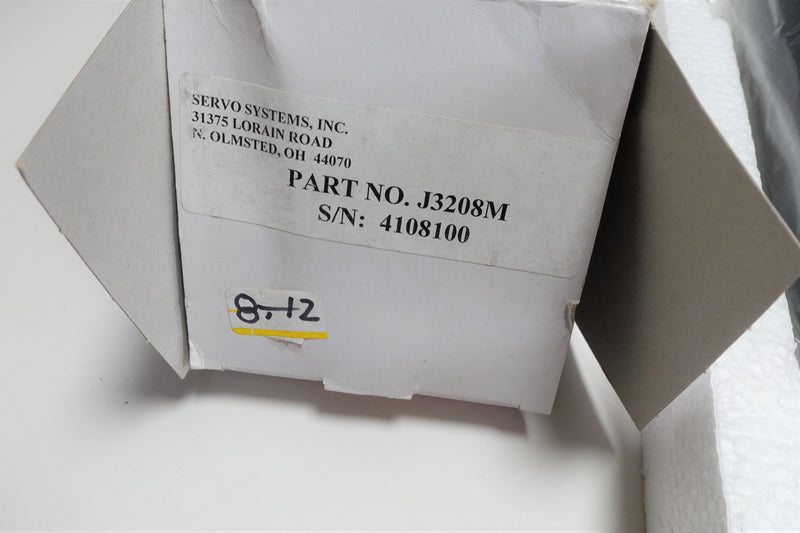 SERVO SYSTEMS, INC.
31375 LORAIN ROAD
N. OLMSTED, OH 44070
PART NO. J3208M
S/N: 4108100
8.-12